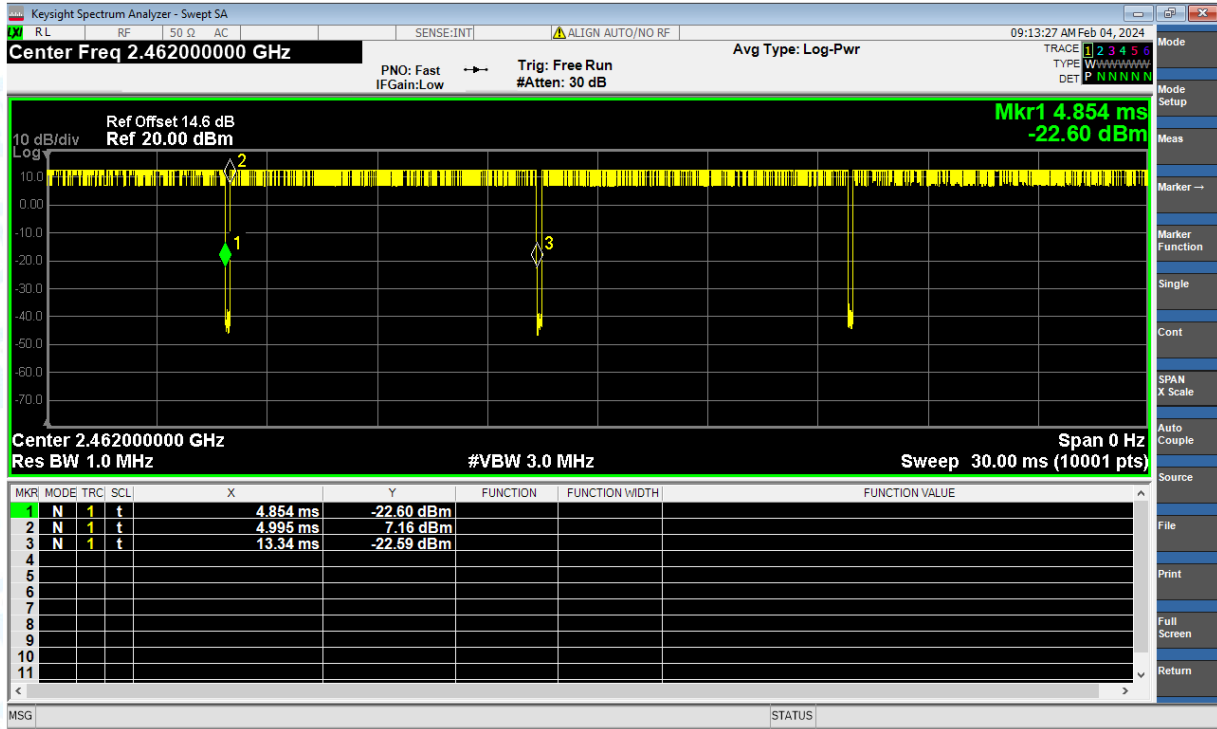 Keysight Spectrum Analyzer - Swept SA
LXI RL RF 50 Ω AC SENSE:INT ALIGN AUTO/NO RF 09:13:27 AM Feb 04, 2024
Center Freq 2.462000000 GHz
Avg Type: Log-Pwr
TRACE 1 2 3 4 5 6
TYPE WWWWWW
DET P N N N N N
PNO: Fast
IFGain:Low
Trig: Free Run
#Atten: 30 dB
Mkr1 4.854 ms
-22.60 dBm
Ref Offset 14.6 dB
10 dB/div Ref 20.00 dBm
Log
10.0
0.00
-10.0
-20.0
-30.0
-40.0
-50.0
-60.0
-70.0
2
1
3
Center 2.462000000 GHz Span 0 Hz
Res BW 1.0 MHz #VBW 3.0 MHz Sweep 30.00 ms (10001 pts)
MKR MODE TRC SCL X Y FUNCTION FUNCTION WIDTH FUNCTION VALUE
1 N 1 t 4.854 ms -22.60 dBm
2 N 1 t 4.995 ms 7.16 dBm
3 N 1 t 13.34 ms -22.59 dBm
4
5
6
7
8
9
10
11
MSG STATUS
Mode
Mode
Setup
Meas
Marker →
Marker
Function
Single
Cont
SPAN
X Scale
Auto
Couple
Source
File
Print
Full
Screen
Return